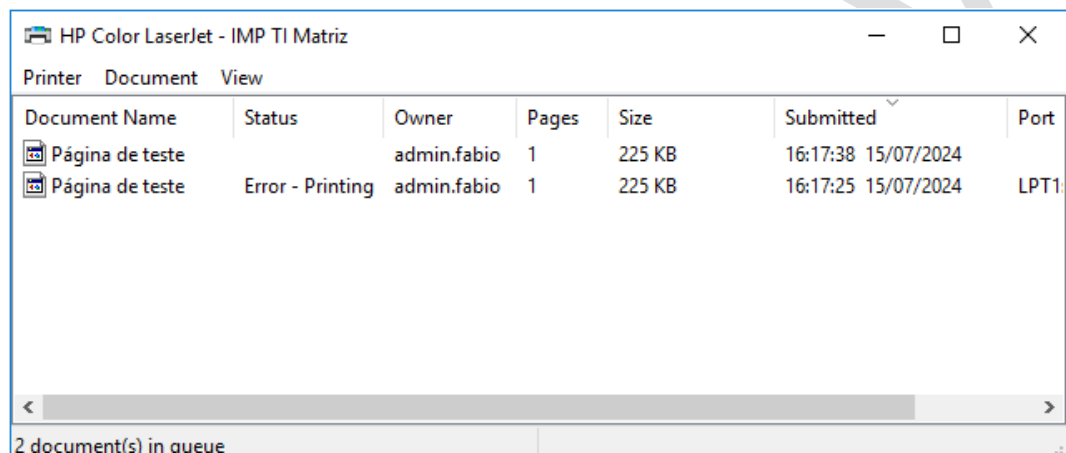 HP Color LaserJet - IMP TI Matriz
Printer Document View
Document Name Status Owner Pages Size Submitted Port
Página de teste admin.fabio 1 225 KB 16:17:38 15/07/2024
Página de teste Error - Printing admin.fabio 1 225 KB 16:17:25 15/07/2024 LPT1:
2 document(s) in queue